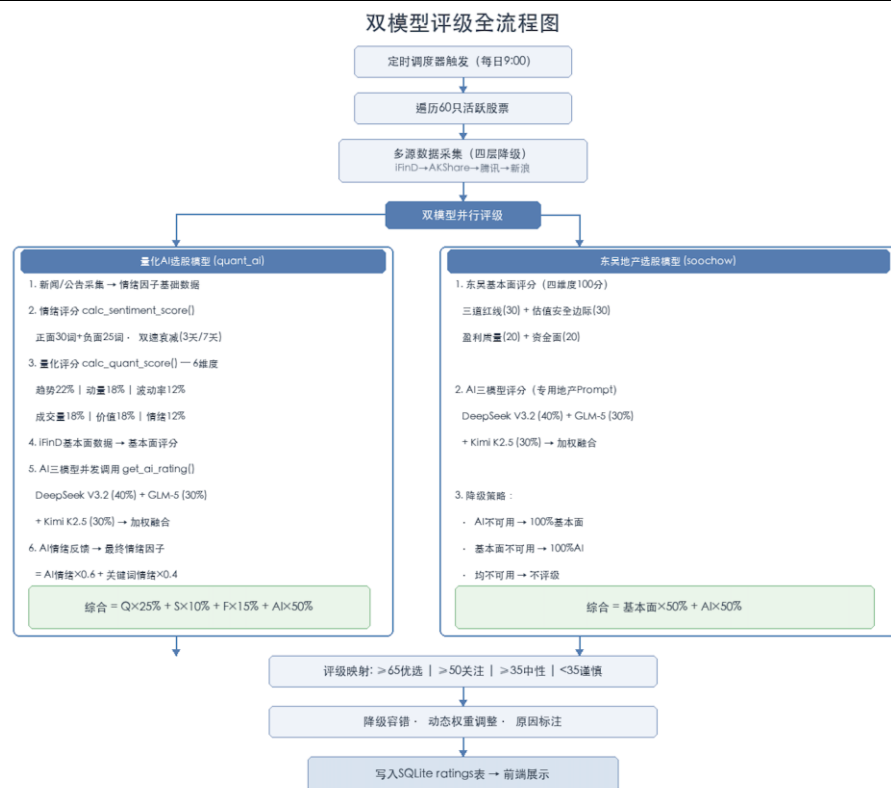 双模型评级全流程图
定时调度器触发（每日9:00）
遍历60只活跃股票
多源数据采集（四层降级）
iFinD→AKShare→腾讯→新浪
双模型并行评级
量化AI选股模型 (quant_ai)
1. 新闻/公告采集 → 情绪因子基础数据
2. 情绪评分 calc_sentiment_score()
正面30词+负面25词 · 双速衰减(3天/7天)
3. 量化评分 calc_quant_score() — 6维度
趋势22% | 动量18% | 波动率12%
成交量18% | 价值18% | 情绪12%
4. iFinD基本面数据 → 基本面评分
5. AI三模型并发调用 get_ai_rating()
DeepSeek V3.2 (40%) + GLM-5 (30%)
+ Kimi K2.5 (30%) → 加权融合
6. AI情绪反馈 → 最终情绪因子
= AI情绪×0.6 + 关键词情绪×0.4
综合 = Q×25% + S×10% + F×15% + AI×50%
东吴地产选股模型 (soochow)
1. 东吴基本面评分（四维度100分）
三道红线(30) + 估值安全边际(30)
盈利质量(20) + 资金面(20)
2. AI三模型评分（专用地产Prompt）
DeepSeek V3.2 (40%) + GLM-5 (30%)
+ Kimi K2.5 (30%) → 加权融合
3. 降级策略：
· AI不可用 → 100%基本面
· 基本面不可用 → 100%AI
· 均不可用 → 不评级
综合 = 基本面×50% + AI×50%
评级映射: ≥65优选 | ≥50关注 | ≥35中性 | <35谨慎
降级容错 · 动态权重调整 · 原因标注
写入SQLite ratings表 → 前端展示